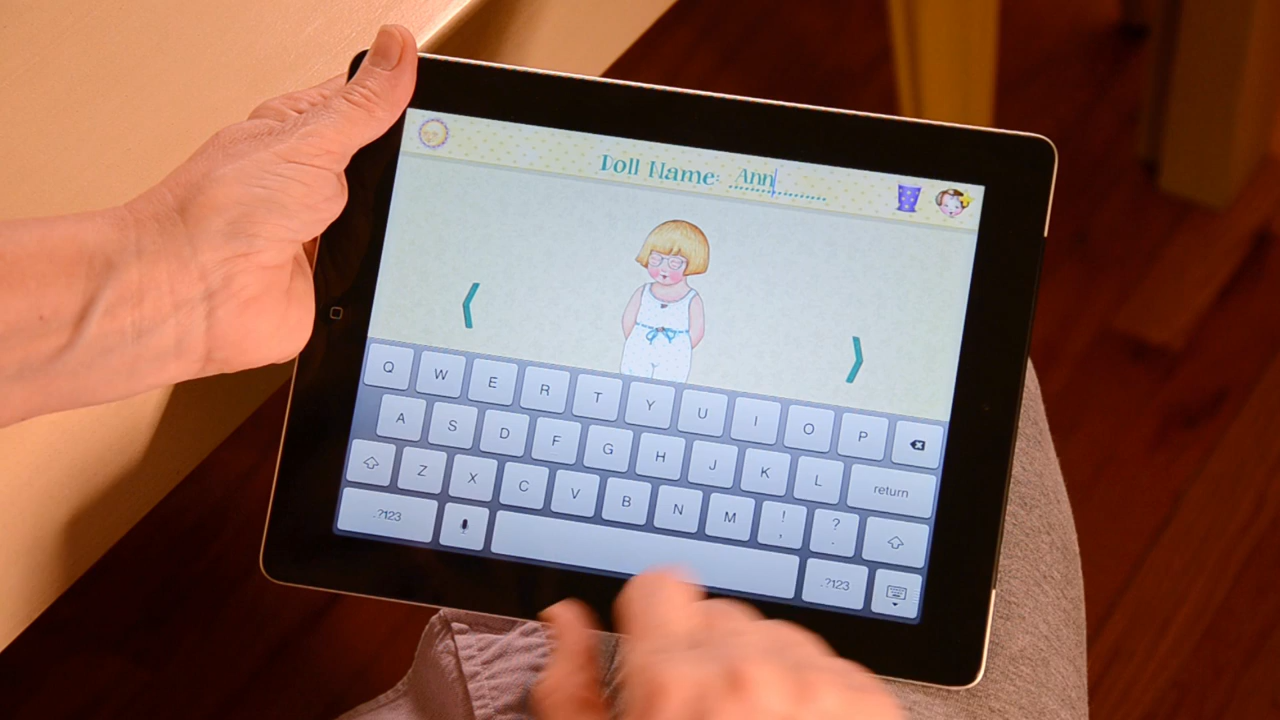 Doll Name: Ann
Q W E R T Y U I O P
A S D F G H J K L return
Z X C V B N M ! , ? .
.?123 .?123